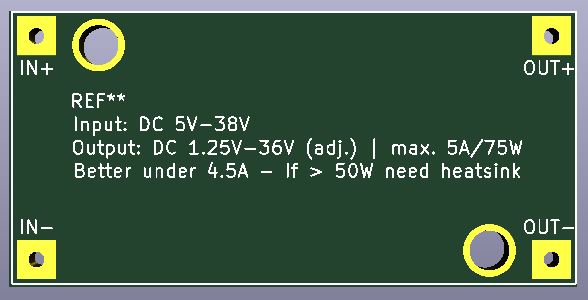 IN+ OUT+
REF**
Input: DC 5V-38V
Output: DC 1.25V-36V (adj.) | max. 5A/75W
Better under 4.5A - If > 50W need heatsink
IN- OUT-